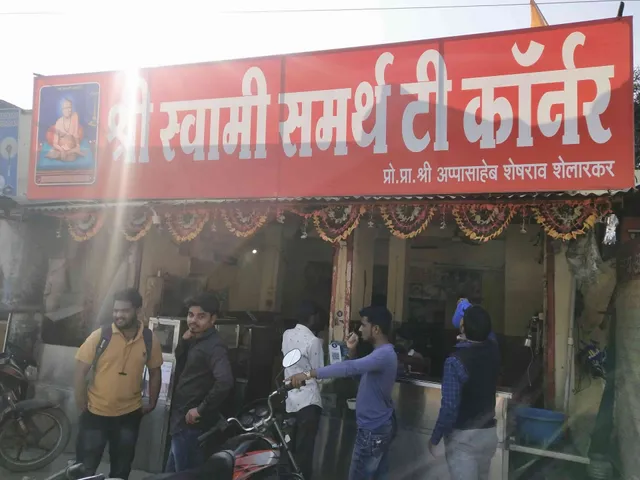 श्री स्वामी समर्थ टी कॉर्नर
प्रो.प्रा.श्री अप्पासाहेब शेषराव शेलारकर